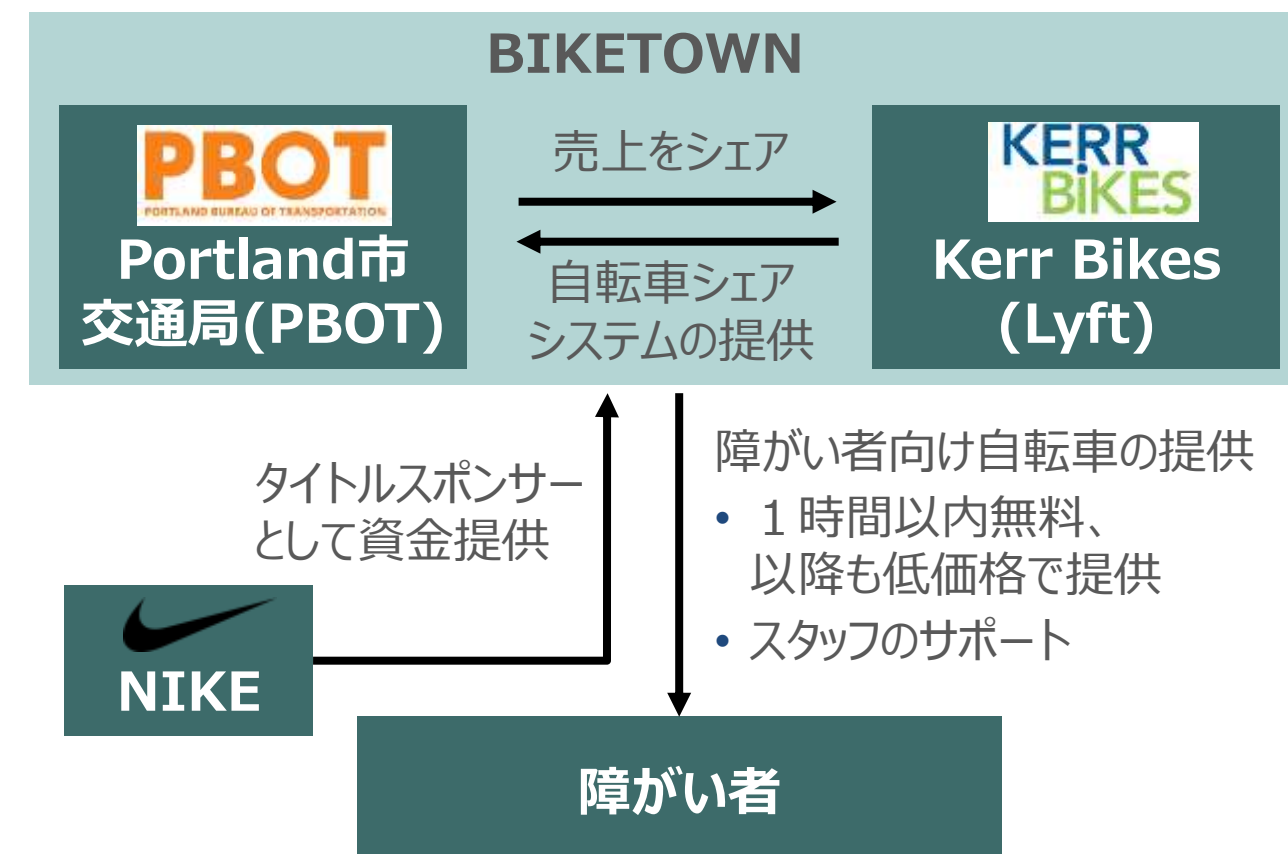 BIKETOWN
PBOT
PORTLAND BUREAU OF TRANSPORTATION
Portland市
交通局(PBOT)
売上をシェア
自転車シェア
システムの提供
KERR
BiKES
Kerr Bikes
(Lyft)
タイトルスポンサー
として資金提供
障がい者向け自転車の提供
• １時間以内無料、
以降も低価格で提供
• スタッフのサポート
NIKE
障がい者